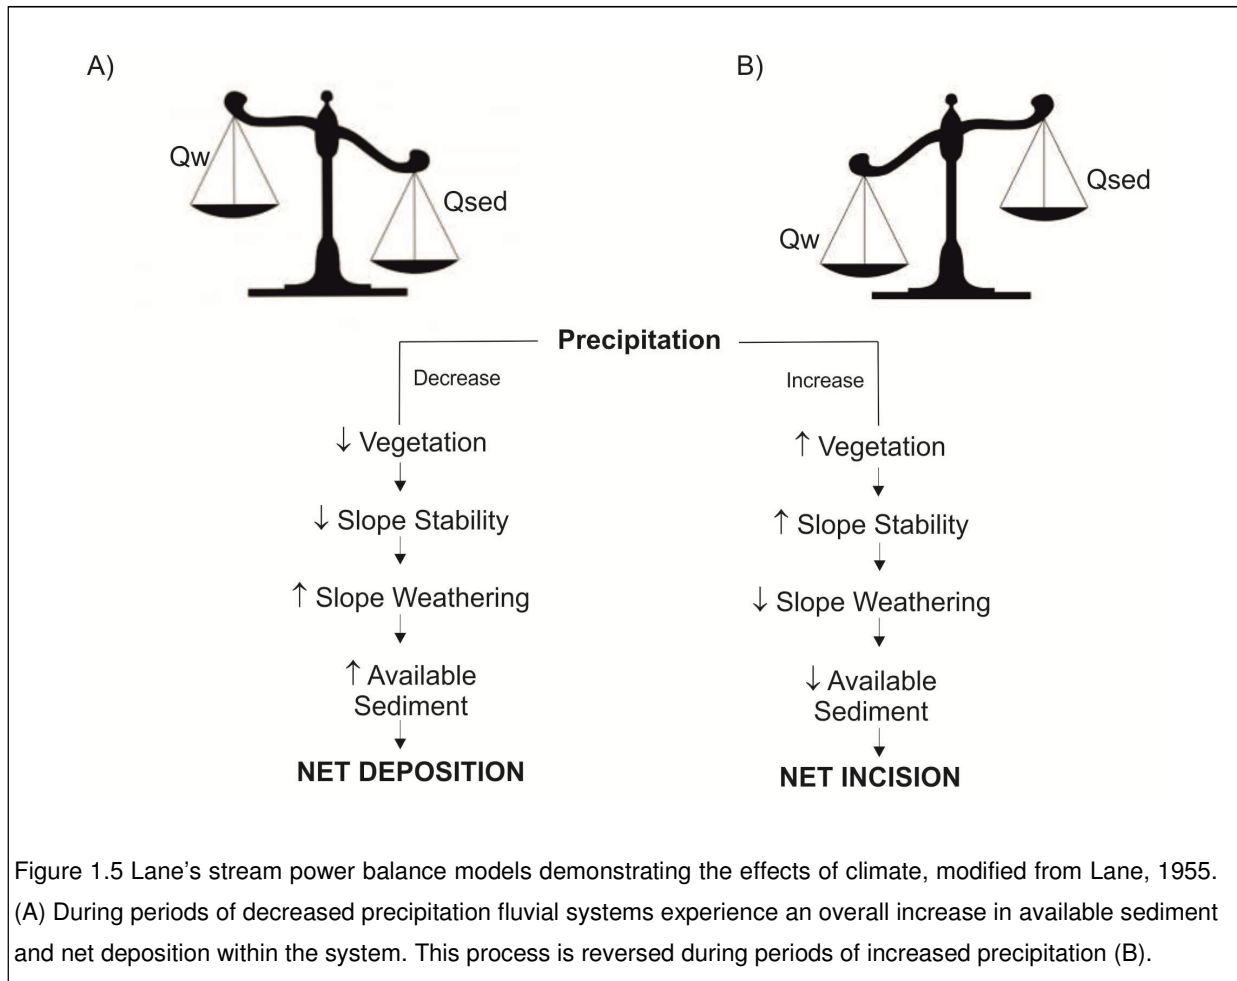 A)
B)
Qw
Qsed
Qsed
Qw
Precipitation
Decrease
Increase
↓ Vegetation
↓ Slope Stability
↑ Slope Weathering
↑ Available
Sediment
NET DEPOSITION
↑ Vegetation
↑ Slope Stability
↓ Slope Weathering
↓ Available
Sediment
NET INCISION
Figure 1.5 Lane’s stream power balance models demonstrating the effects of climate, modified from Lane, 1955.
(A) During periods of decreased precipitation fluvial systems experience an overall increase in available sediment
and net deposition within the system. This process is reversed during periods of increased precipitation (B).